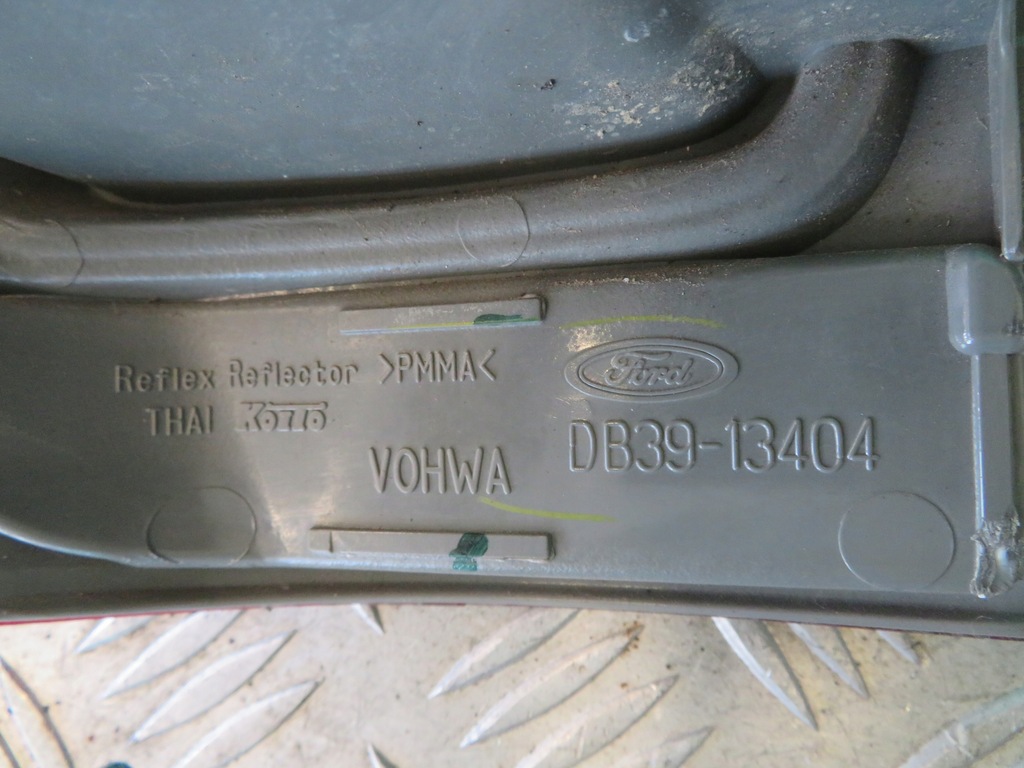 Reflex Reflector >PMMA<
THAI Koito
VOHWA
Ford
DB39-13404